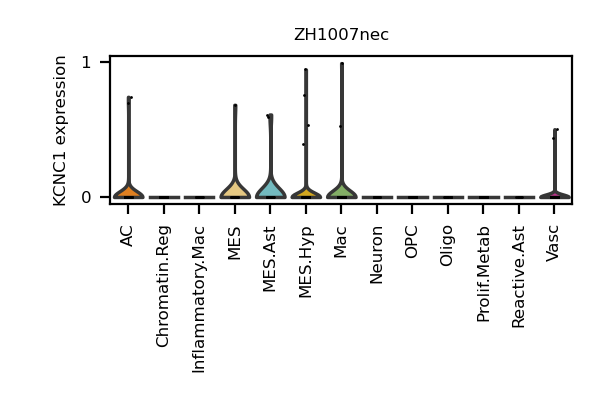 ZH1007nec
KCNC1 expression
1
0
AC
Chromatin.Reg
Inflammatory.Mac
MES
MES.Ast
MES.Hyp
Mac
Neuron
OPC
Oligo
Prolif.Metab
Reactive.Ast
Vasc